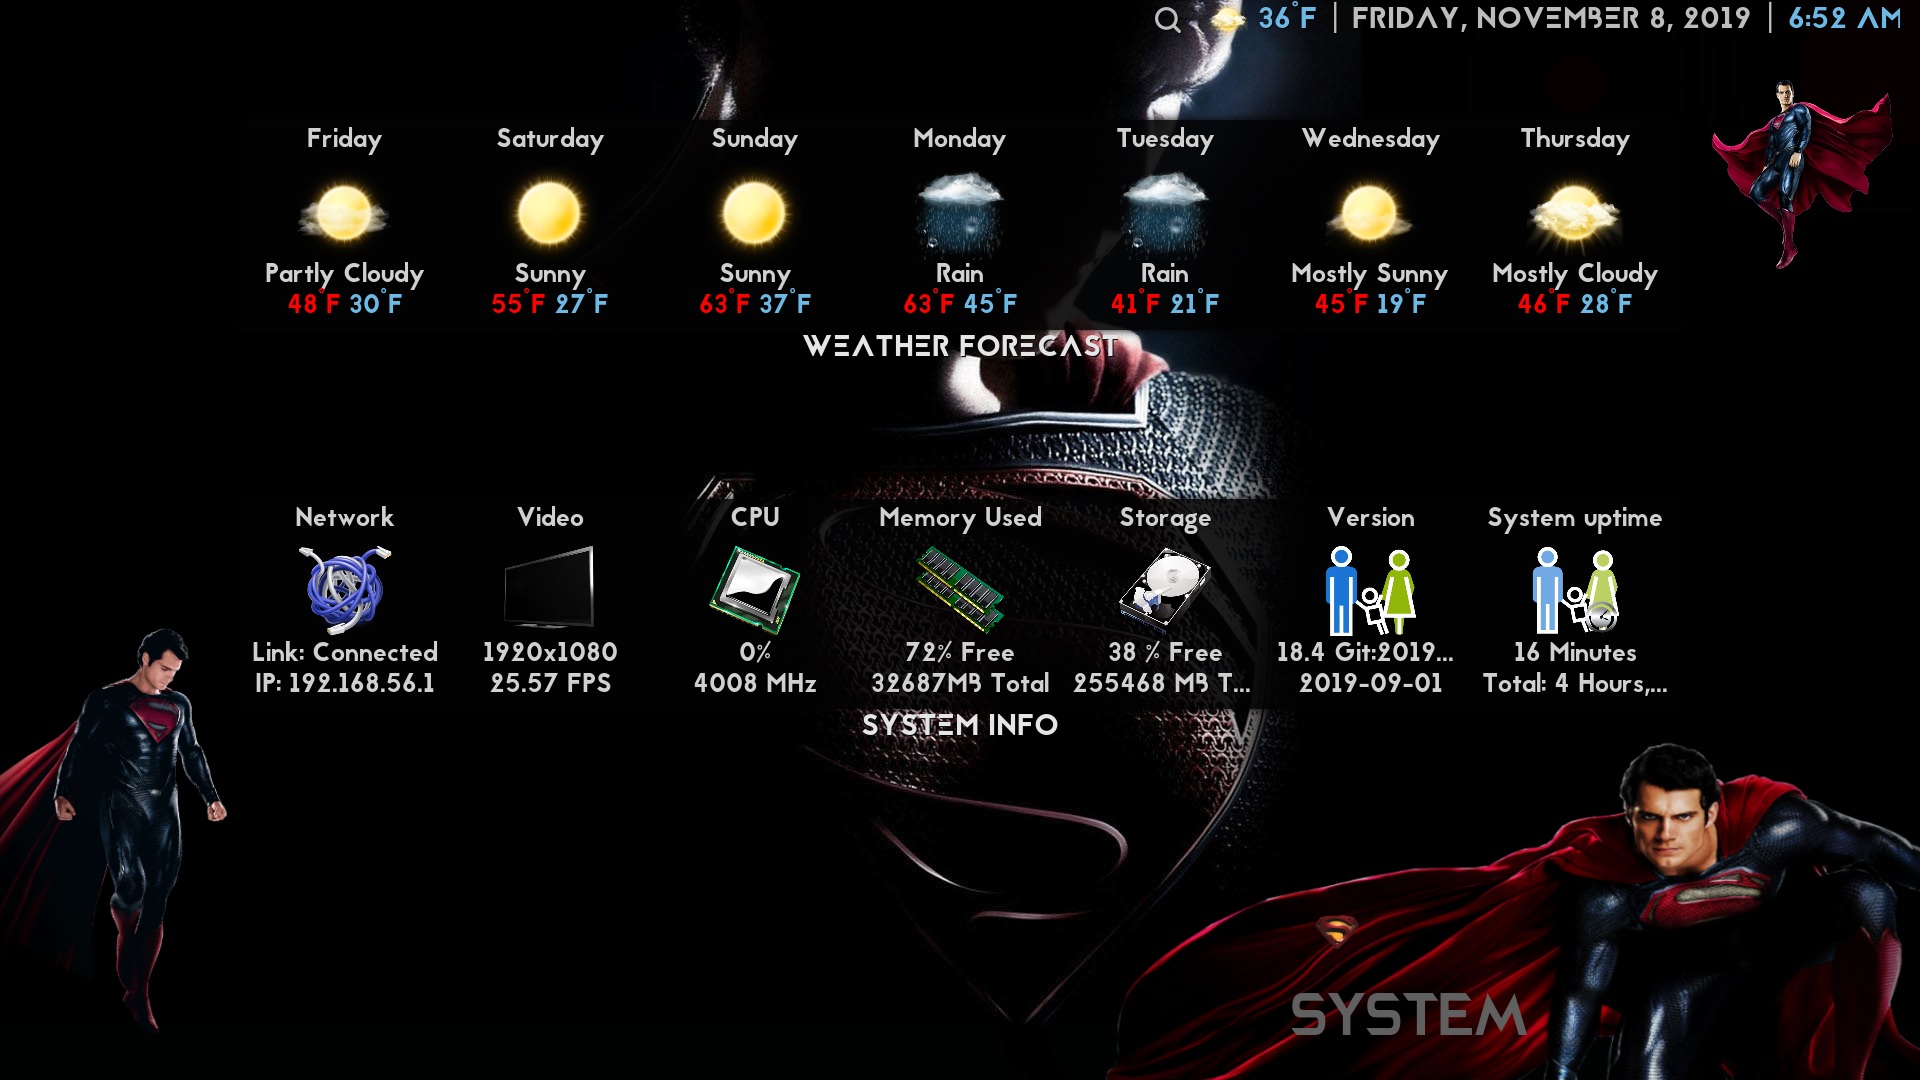 36°F | FRIDAY, NOVEMBER 8, 2019 | 6:52 AM
Friday Saturday Sunday Monday Tuesday Wednesday Thursday
Partly Cloudy Sunny Sunny Rain Rain Mostly Sunny Mostly Cloudy
48°F 30°F 55°F 27°F 63°F 37°F 63°F 45°F 41°F 21°F 45°F 19°F 46°F 28°F
WEATHER FORECAST
Network Video CPU Memory Used Storage Version System uptime
Link: Connected 1920x1080 0% 72% Free 38 % Free 18.4 Git:2019... 16 Minutes
IP: 192.168.56.1 25.57 FPS 4008 MHz 32687MB Total 255468 MB T... 2019-09-01 Total: 4 Hours,...
SYSTEM INFO
SYSTEM